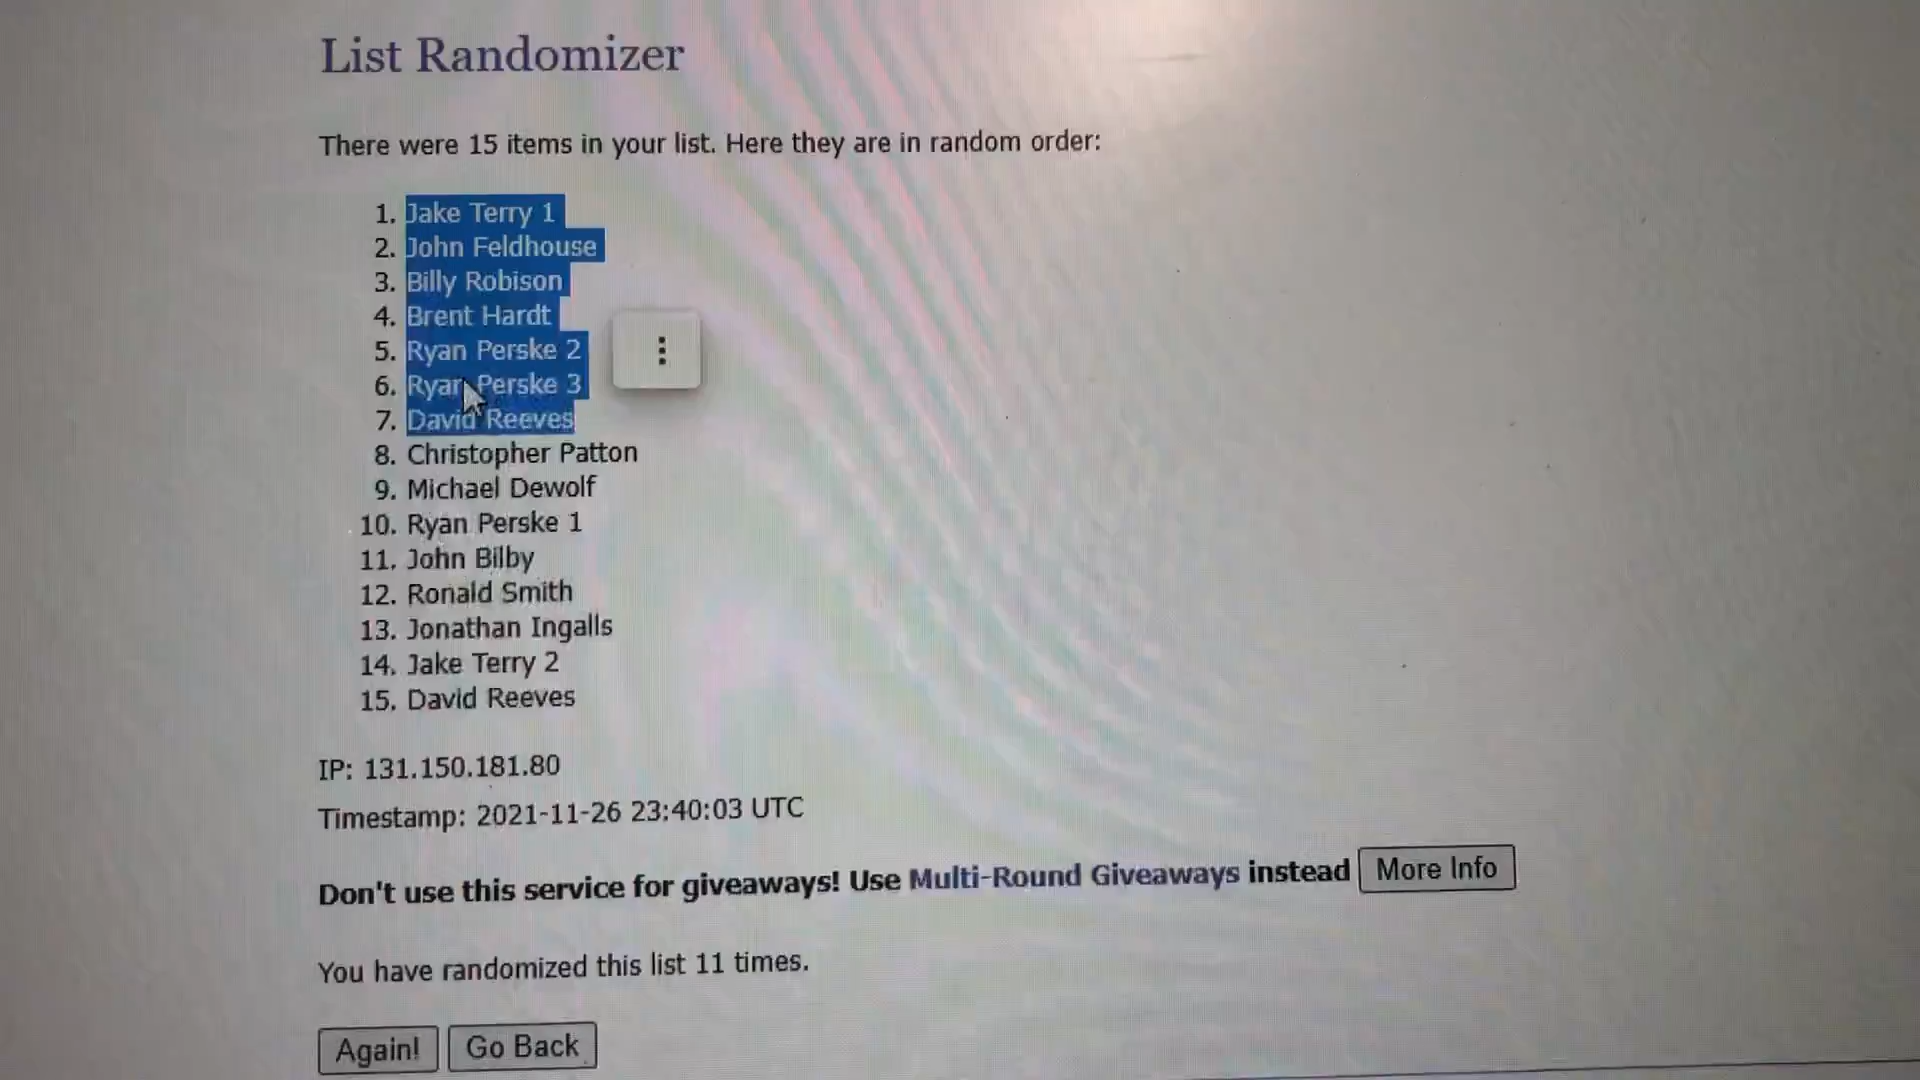 List Randomizer
There were 15 items in your list. Here they are in random order:
1. Jake Terry 1
2. John Feldhouse
3. Billy Robison
4. Brent Hardt
5. Ryan Perske 2
6. Ryan Perske 3
7. David Reeves
8. Christopher Patton
9. Michael Dewolf
10. Ryan Perske 1
11. John Bilby
12. Ronald Smith
13. Jonathan Ingalls
14. Jake Terry 2
15. David Reeves
IP: 131.150.181.80
Timestamp: 2021-11-26 23:40:03 UTC
Don't use this service for giveaways! Use Multi-Round Giveaways instead More Info
You have randomized this list 11 times.
Again! Go Back